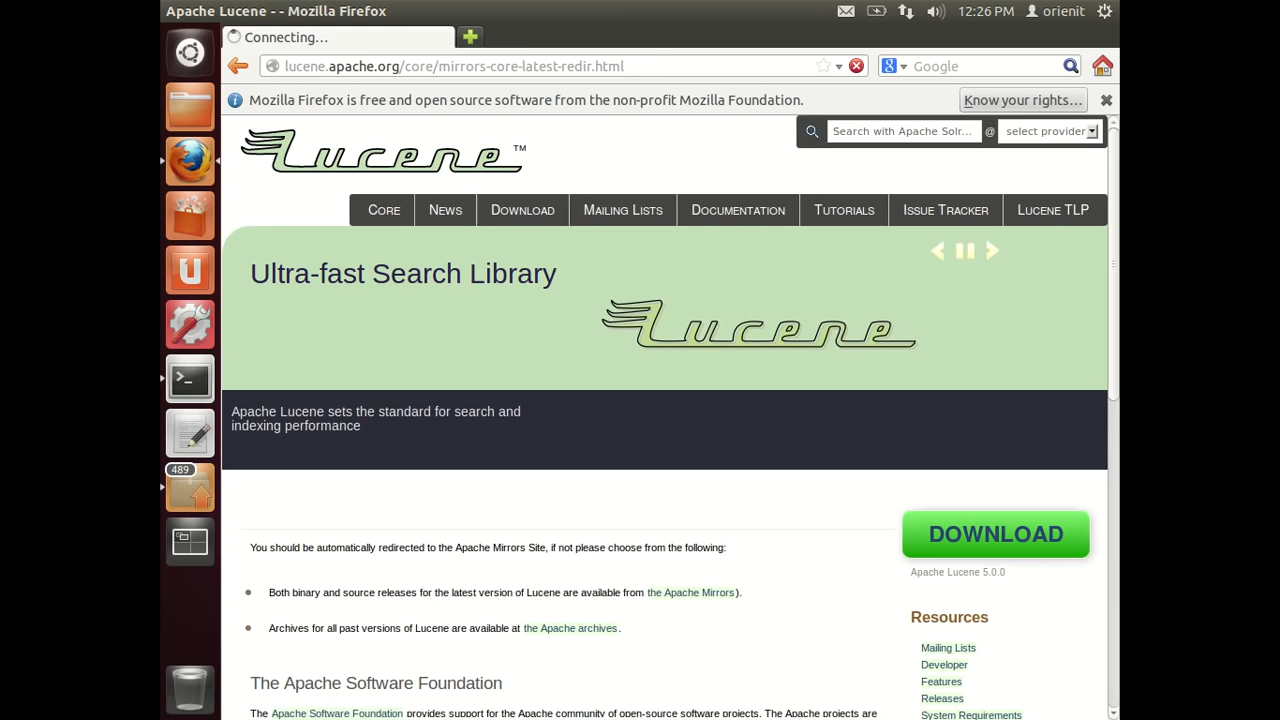 Apache Lucene - - Mozilla Firefox
12:26 PM
orienit
Connecting…
lucene.apache.org/core/mirrors-core-latest-redir.html
Google
Mozilla Firefox is free and open source software from the non-profit Mozilla Foundation.
Know your rights…
Lucene™
Search with Apache Solr...
@
select provider
Core
News
Download
Mailing Lists
Documentation
Tutorials
Issue Tracker
Lucene TLP
Ultra-fast Search Library
Lucene
Apache Lucene sets the standard for search and
indexing performance
489
DOWNLOAD
Apache Lucene 5.0.0
You should be automatically redirected to the Apache Mirrors Site, if not please choose from the following:
Both binary and source releases for the latest version of Lucene are available from the Apache Mirrors).
Archives for all past versions of Lucene are available at the Apache archives.
Resources
Mailing Lists
Developer
Features
Releases
System Requirements
The Apache Software Foundation
The Apache Software Foundation provides support for the Apache community of open-source software projects. The Apache projects are